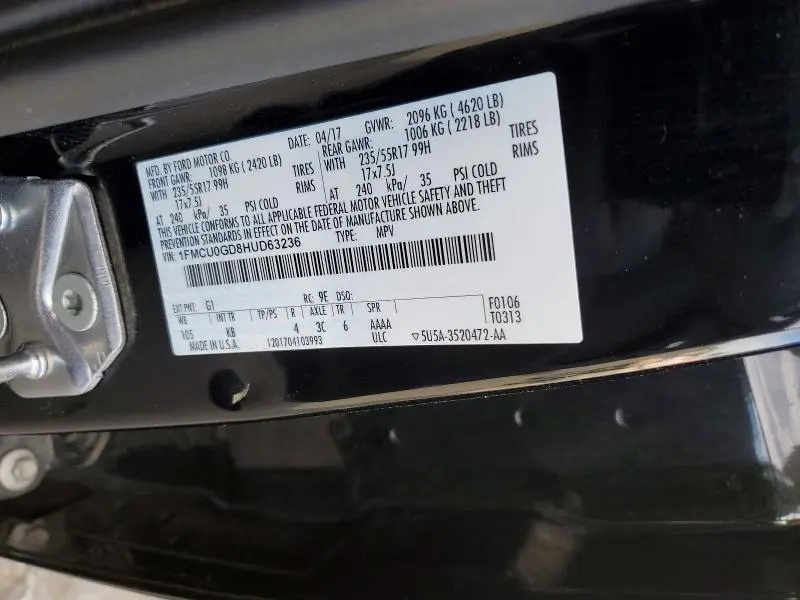 MFD. BY FORD MOTOR CO.
DATE: 04/17 GVWR: 2096 KG ( 4620 LB)
FRONT GAWR: 1098 KG ( 2420 LB) REAR GAWR: 1006 KG ( 2218 LB)
WITH 235/55R17 99H TIRES WITH 235/55R17 99H TIRES
17x7.5J RIMS 17x7.5J RIMS
AT 240 kPa/ 35 PSI COLD AT 240 kPa/ 35 PSI COLD
THIS VEHICLE CONFORMS TO ALL APPLICABLE FEDERAL MOTOR VEHICLE SAFETY AND THEFT
PREVENTION STANDARDS IN EFFECT ON THE DATE OF MANUFACTURE SHOWN ABOVE.
VIN: 1FMCU0GD8HUD63236 TYPE: MPV
EXT PNT: G1 RC: 9E DSO: F0106
WB INT TR TP/PS R AXLE TR SPR T0313
105 KB 4 3C 6 AAAA
MADE IN U.S.A. 1201704103993 ULC ▽5U5A-3520472-AA